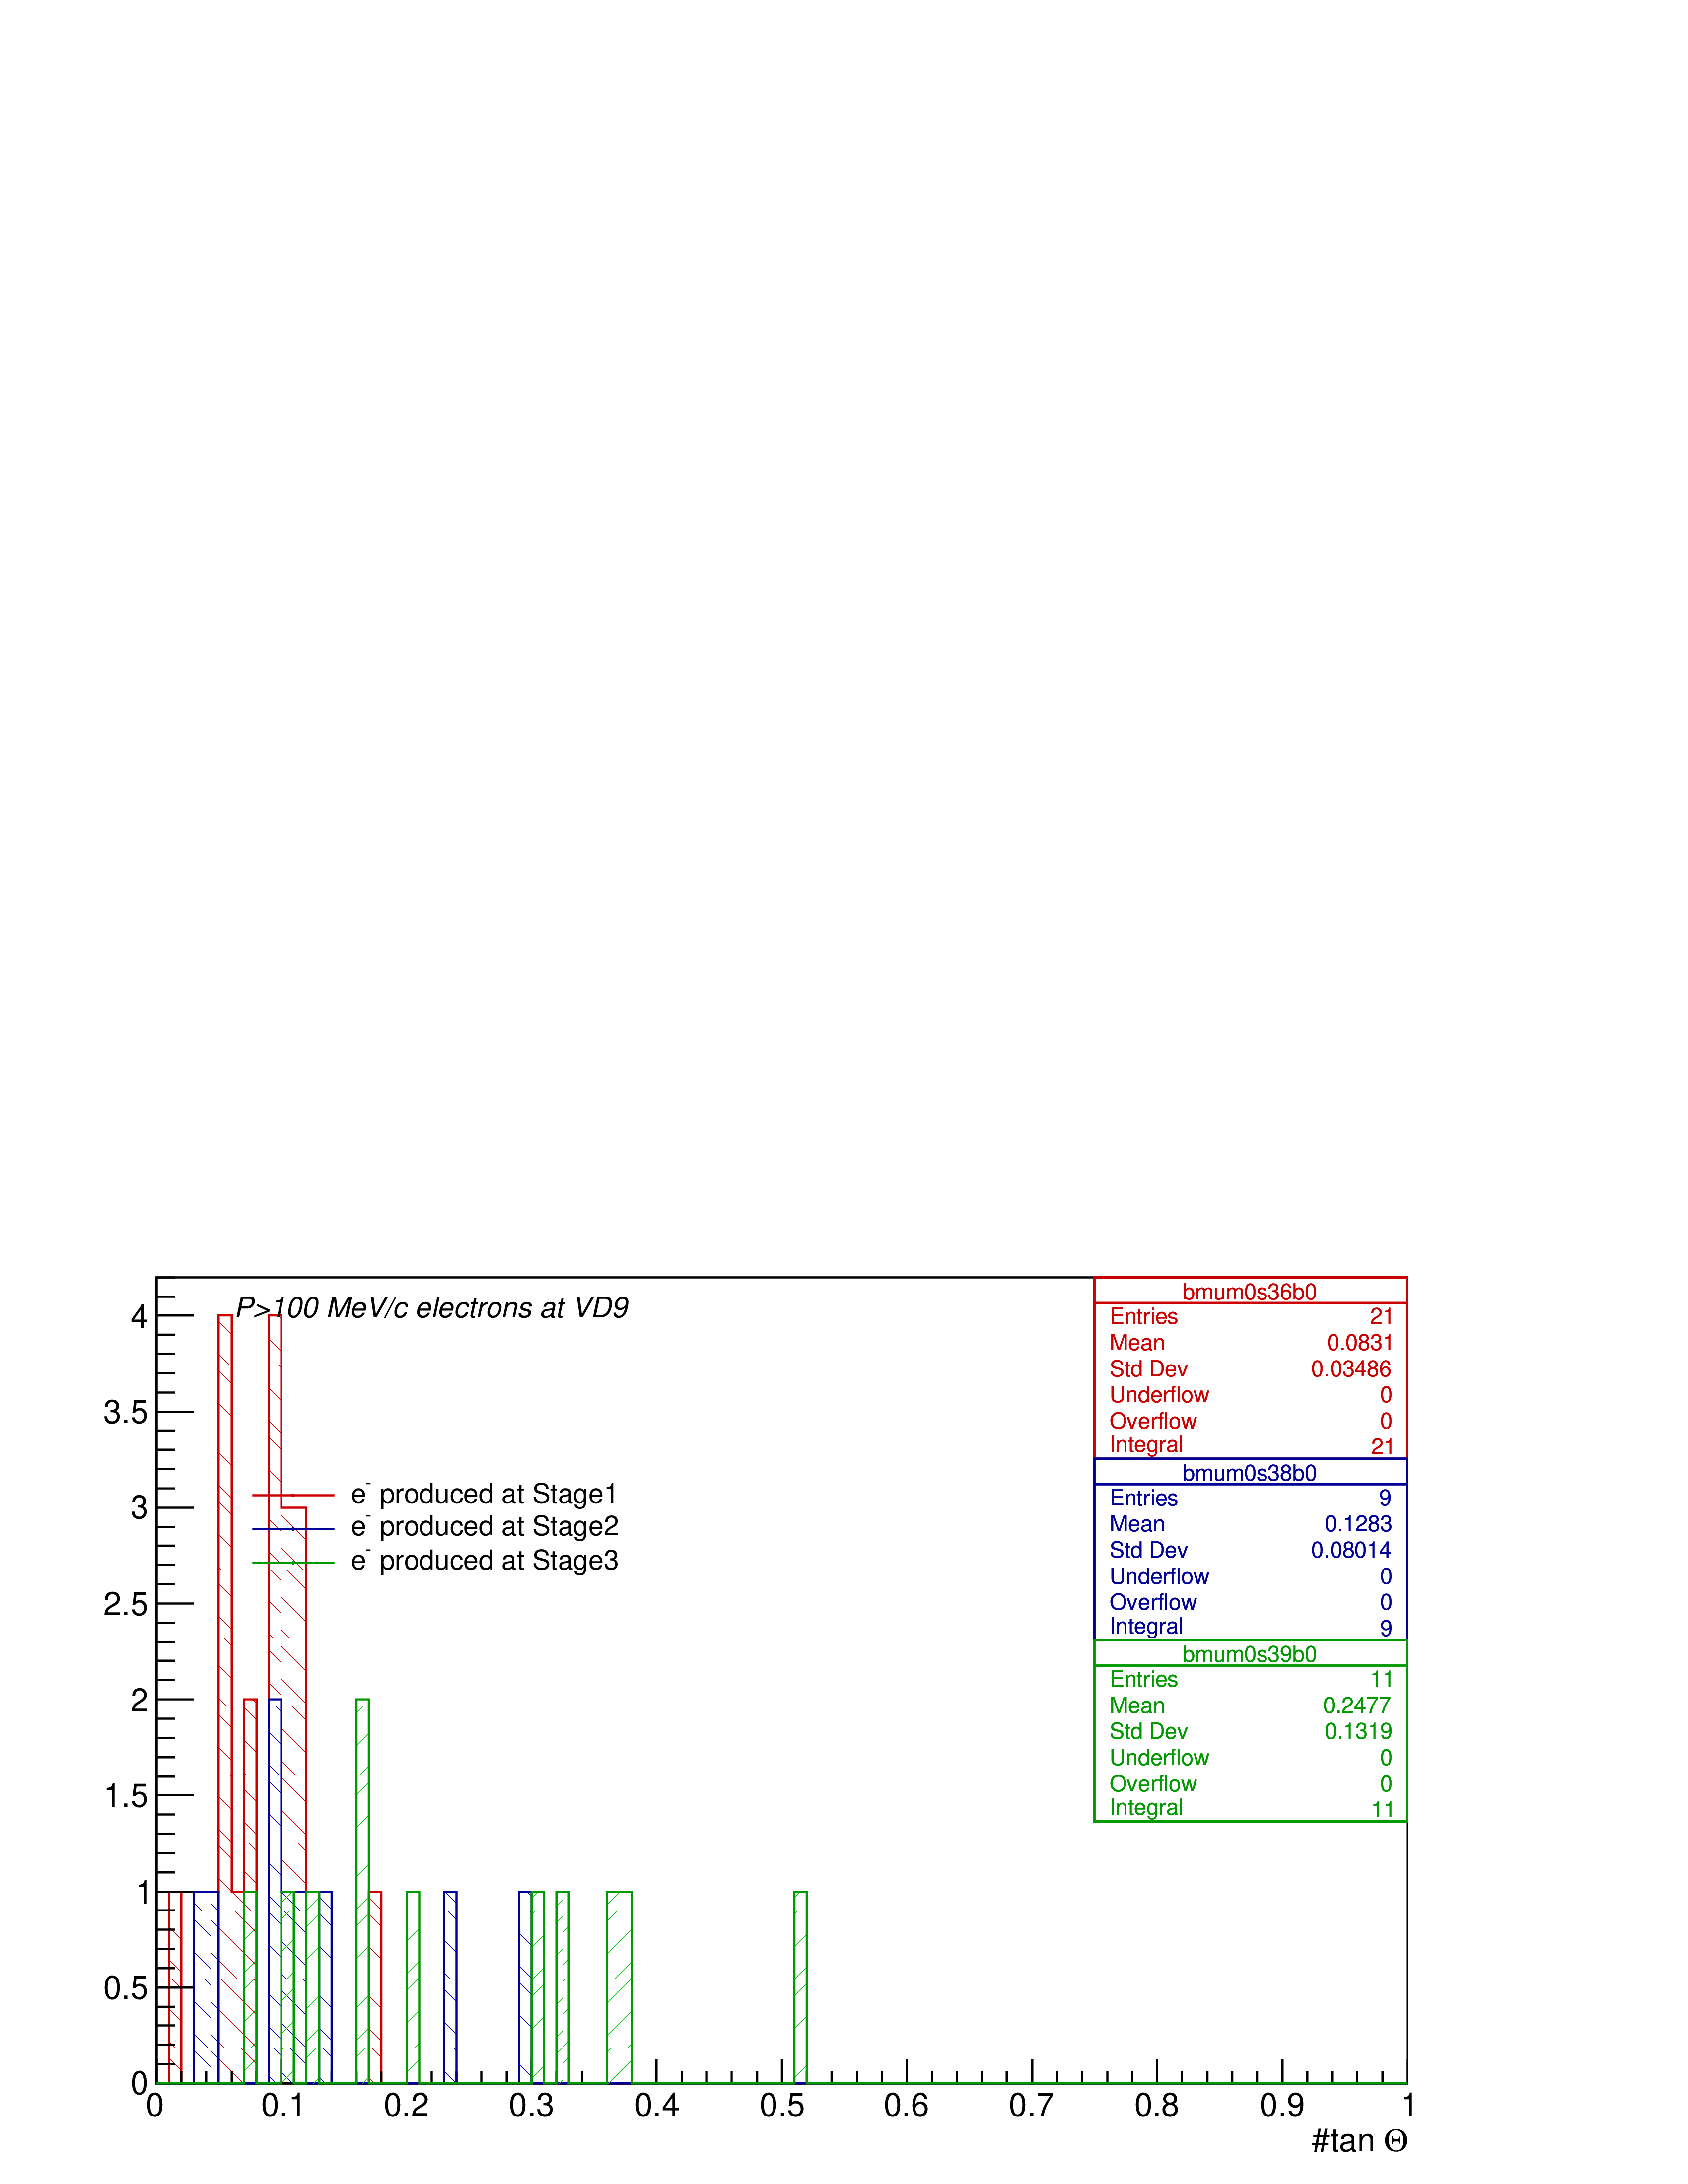 P>100 MeV/c electrons at VD9
e- produced at Stage1
e- produced at Stage2
e- produced at Stage3
bmum0s36b0
Entries 21
Mean 0.0831
Std Dev 0.03486
Underflow 0
Overflow 0
Integral 21
bmum0s38b0
Entries 9
Mean 0.1283
Std Dev 0.08014
Underflow 0
Overflow 0
Integral 9
bmum0s39b0
Entries 11
Mean 0.2477
Std Dev 0.1319
Underflow 0
Overflow 0
Integral 11
4
3.5
3
2.5
2
1.5
1
0.5
0
0 0.1 0.2 0.3 0.4 0.5 0.6 0.7 0.8 0.9 1
#tan Θ